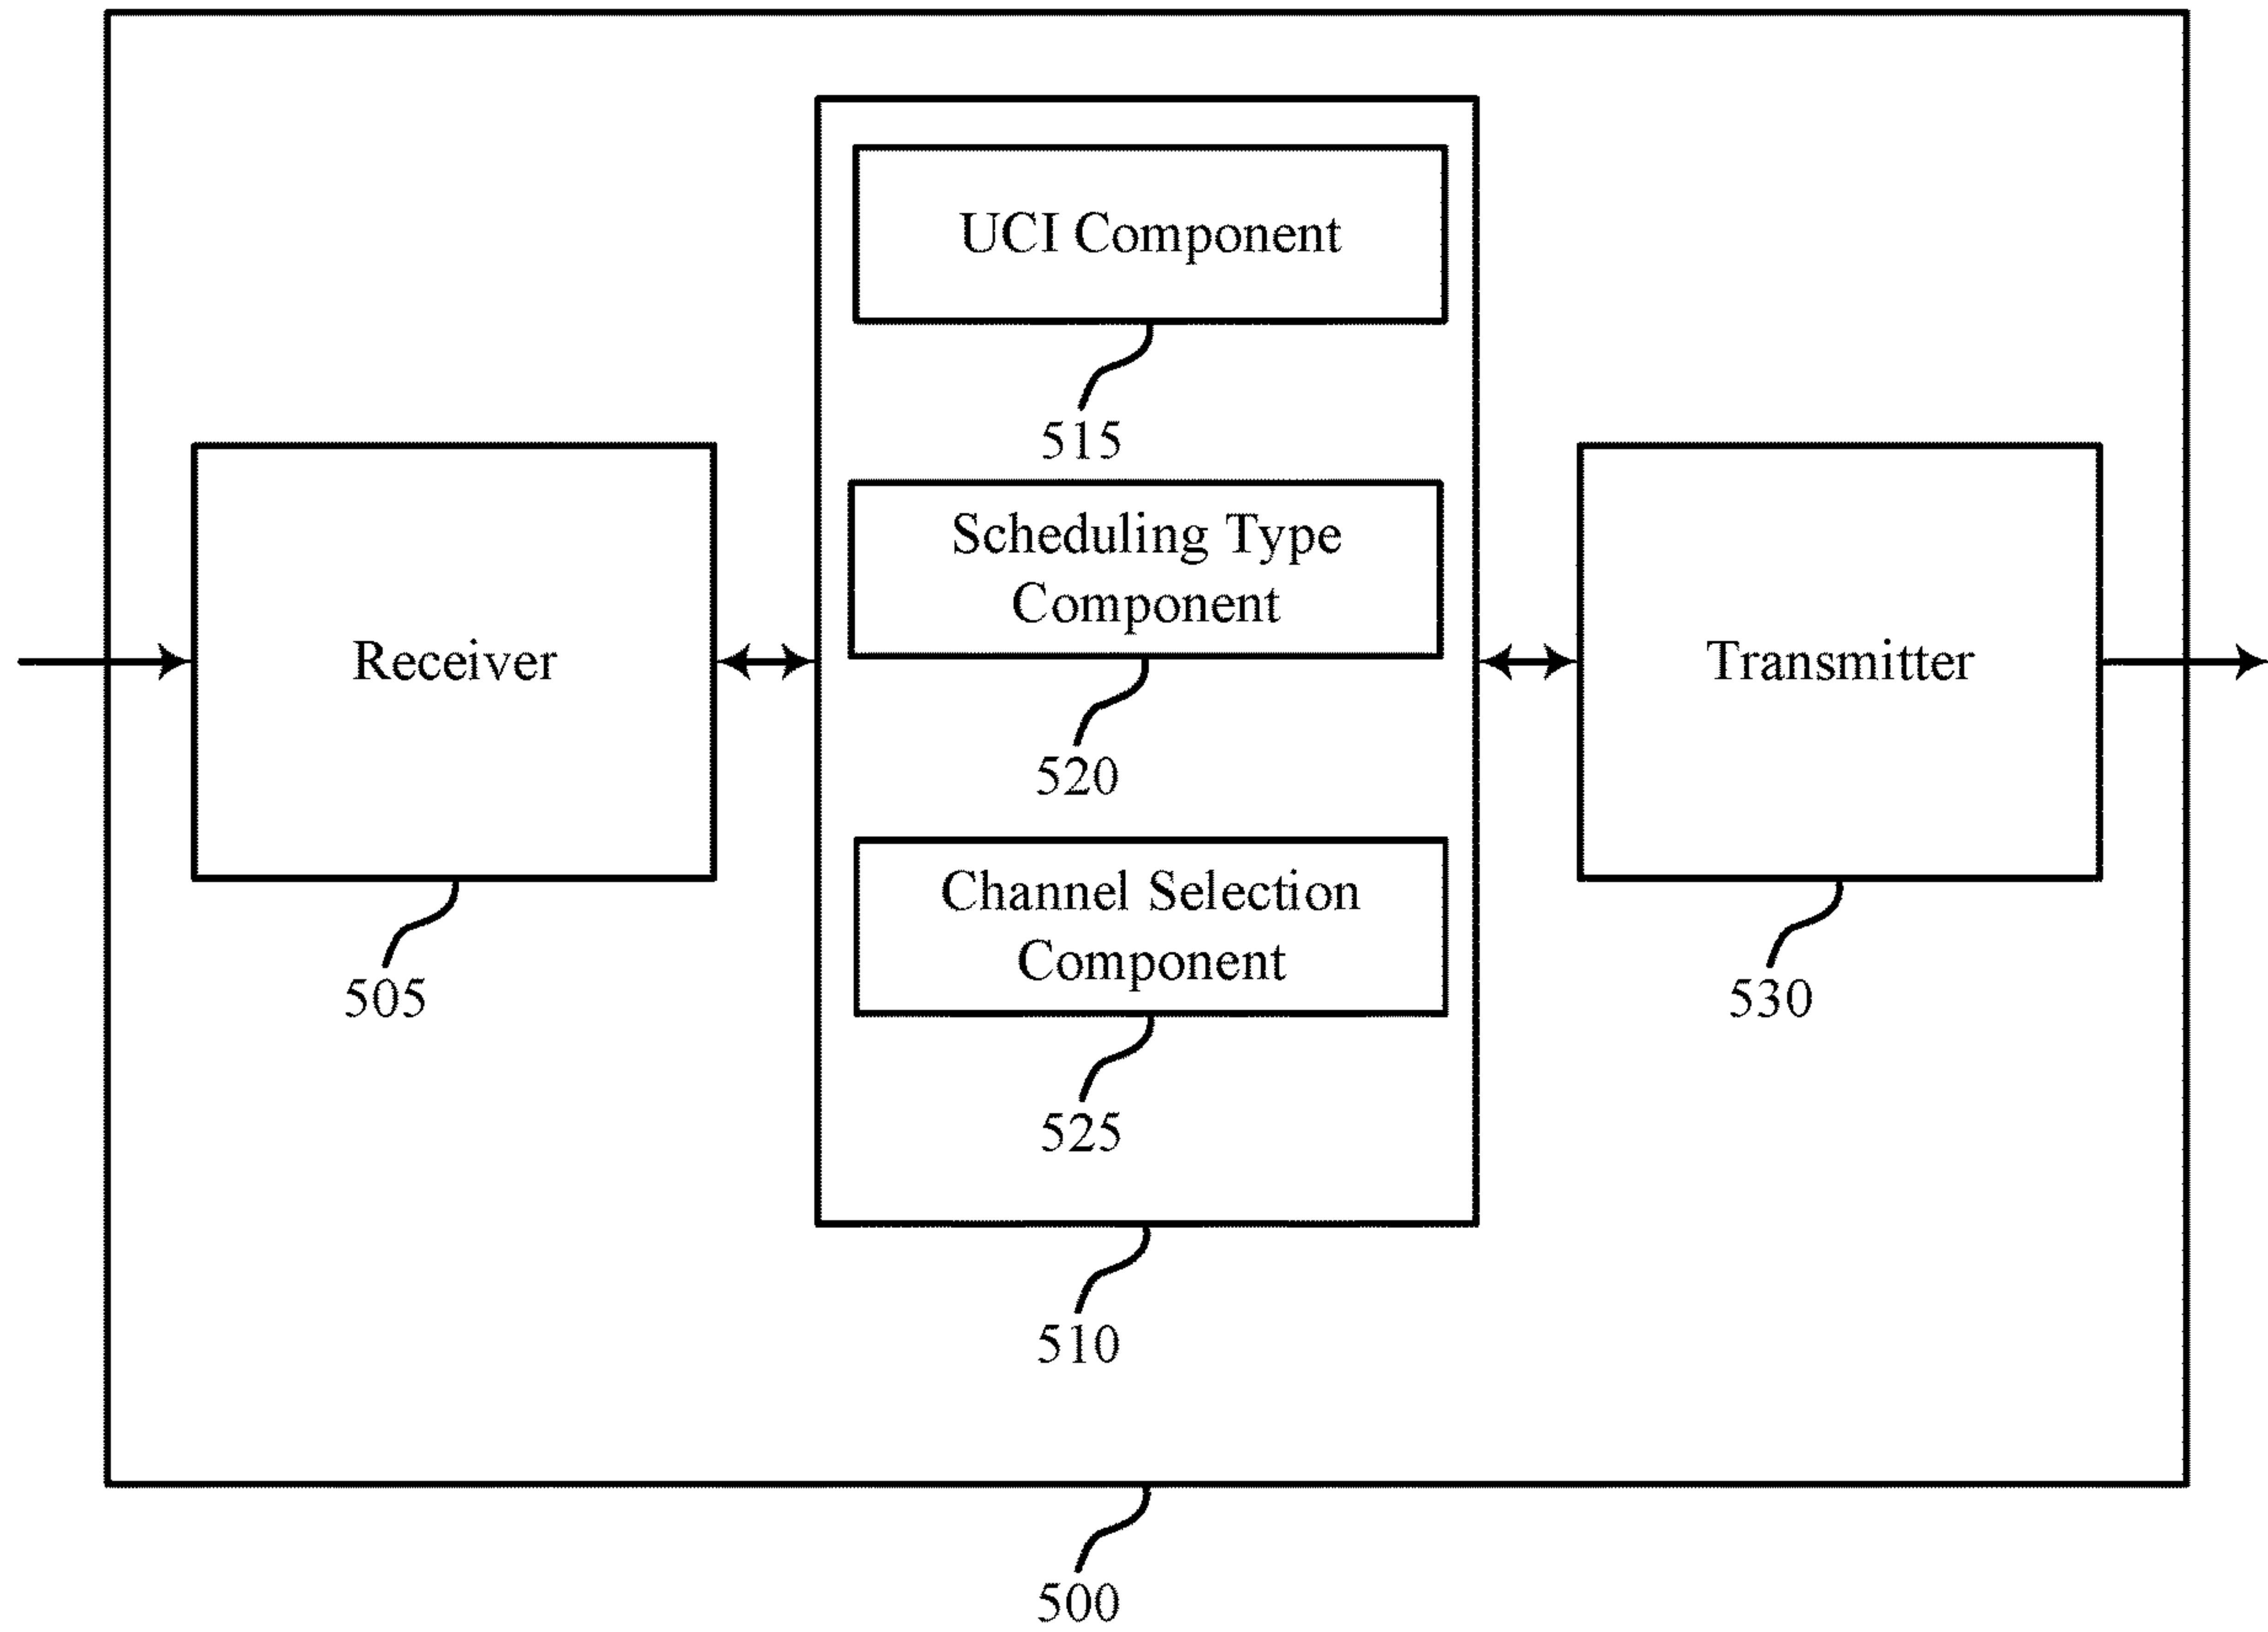 UCI Component
515
Scheduling Type
Component
520
Receiver
505
Channel Selection
Component
525
Transmitter
530
510
500